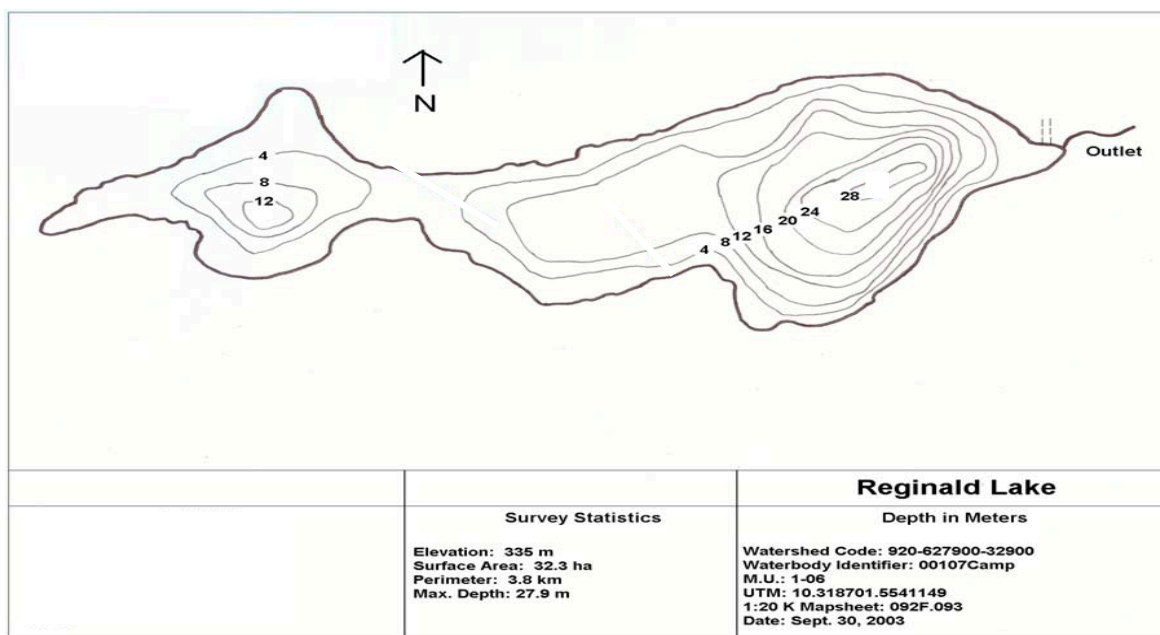 N
4
8
12
Outlet
28
24
20
16
12
8
4
Reginald Lake
Survey Statistics
Elevation: 335 m
Surface Area: 32.3 ha
Perimeter: 3.8 km
Max. Depth: 27.9 m
Depth in Meters
Watershed Code: 920-627900-32900
Waterbody Identifier: 00107Camp
M.U.: 1-06
UTM: 10.318701.5541149
1:20 K Mapsheet: 092F.093
Date: Sept. 30, 2003